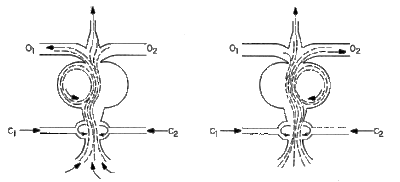 O₁ O₂ O₁ O₂
C₁ C₂ C₁ C₂